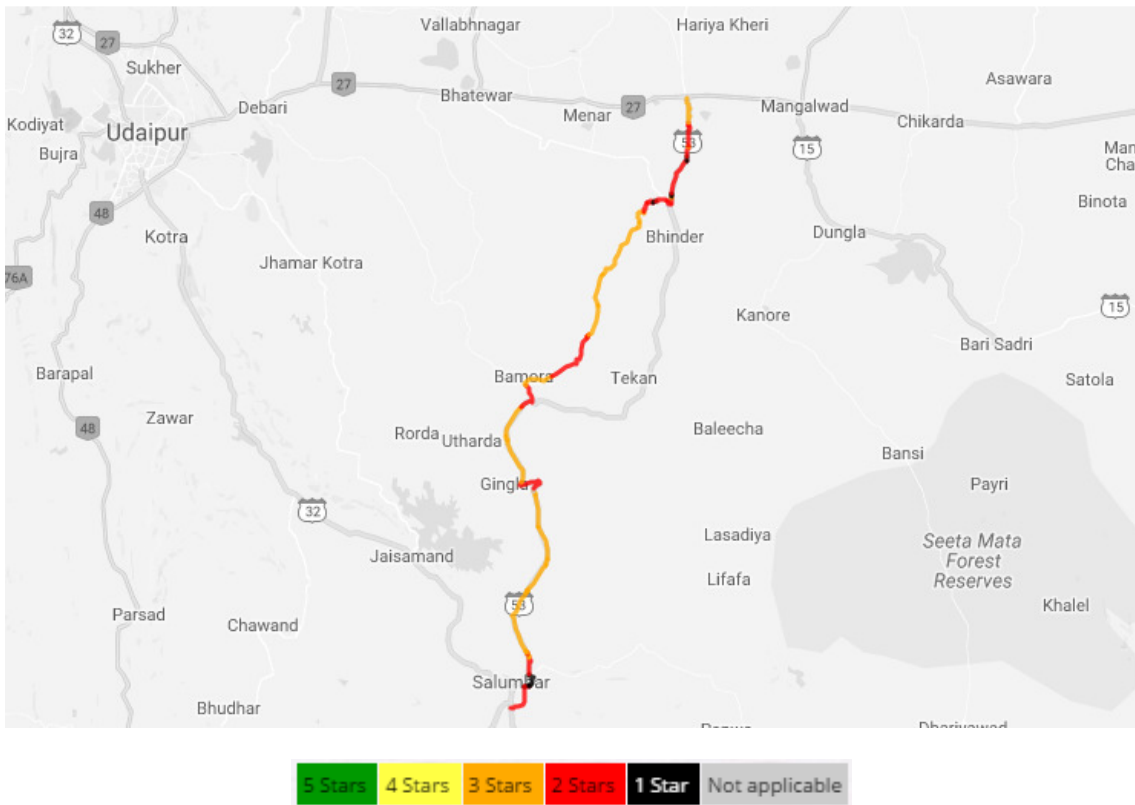 Vallabhnagar
Hariya Kheri
32
27
Sukher
Asawara
27
Bhatewar
Debari
Menar
27
Mangalwad
Chikarda
Kodiyat
Udaipur
Bujra
53
15
Man
Cha
48
Binota
Kotra
Bhinder
Dungla
Jhamar Kotra
76A
Kanore
15
Bari Sadri
Barapal
Bamora
Tekan
Satola
Zawar
48
Rorda
Utharda
Baleecha
Bansi
Gingla
Payri
32
Lasadiya
Seeta Mata
Forest
Reserves
Jaisamand
Lifafa
53
Khalel
Parsad
Chawand
Salumbar
Bhudhar
5 Stars
4 Stars
3 Stars
2 Stars
1 Star
Not applicable